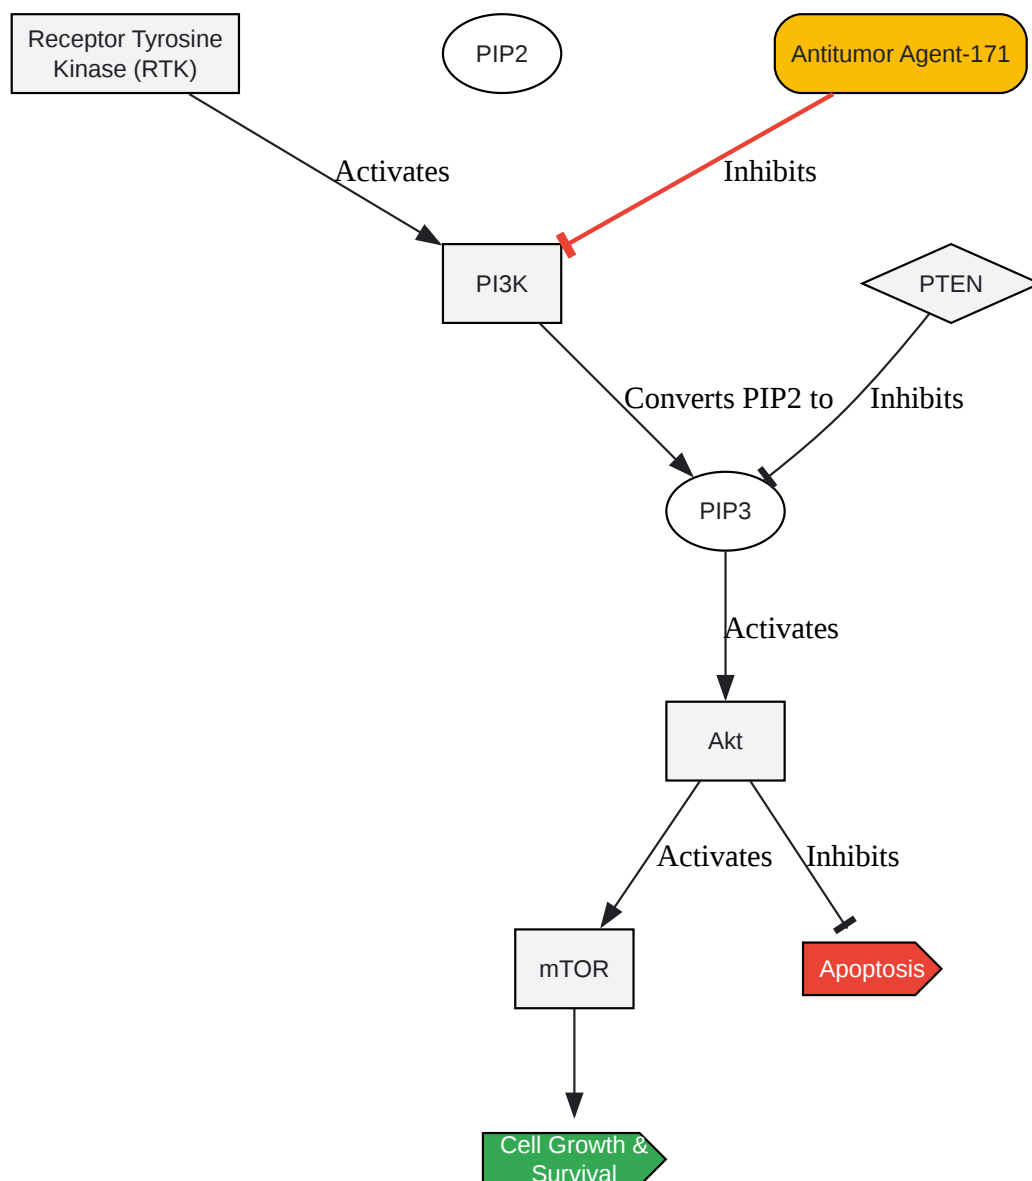 Receptor Tyrosine
Kinase (RTK)
PIP2
Antitumor Agent-171
Activates
Inhibits
PI3K
PTEN
Converts PIP2 to
Inhibits
PIP3
Activates
Akt
Activates
Inhibits
mTOR
Apoptosis
Cell Growth &
Survival